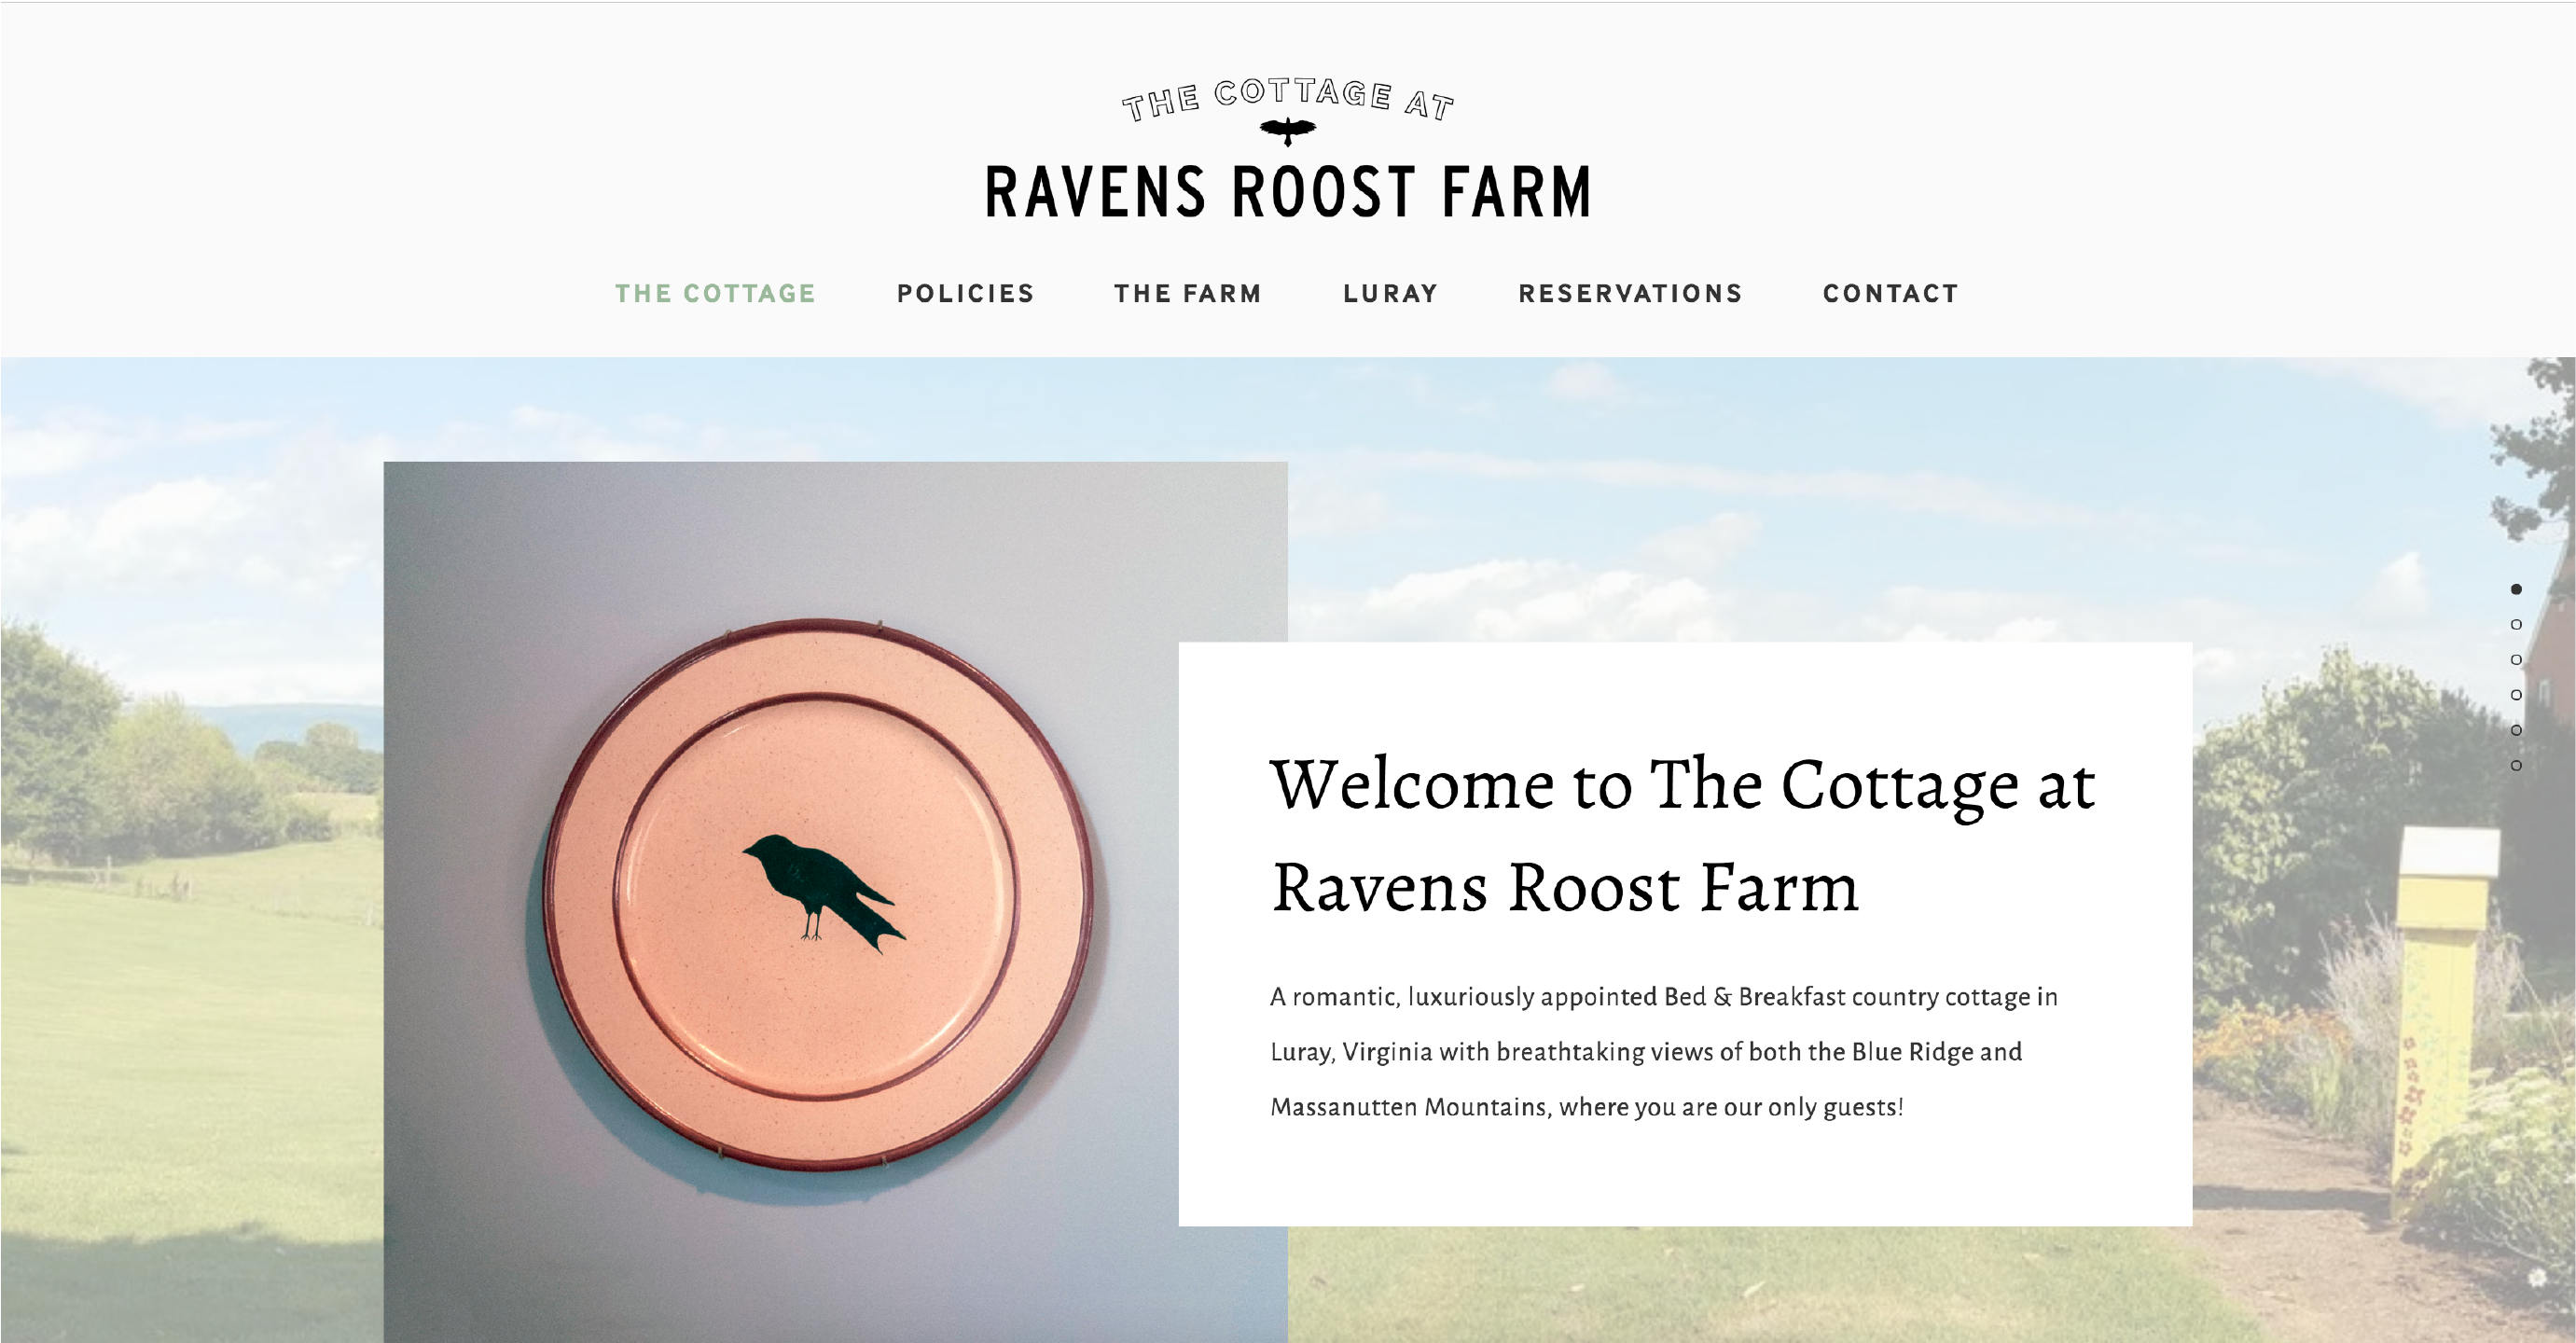 THE COTTAGE AT
RAVENS ROOST FARM
THE COTTAGE POLICIES THE FARM LURAY RESERVATIONS CONTACT
Welcome to The Cottage at
Ravens Roost Farm
A romantic, luxuriously appointed Bed & Breakfast country cottage in
Luray, Virginia with breathtaking views of both the Blue Ridge and
Massanutten Mountains, where you are our only guests!